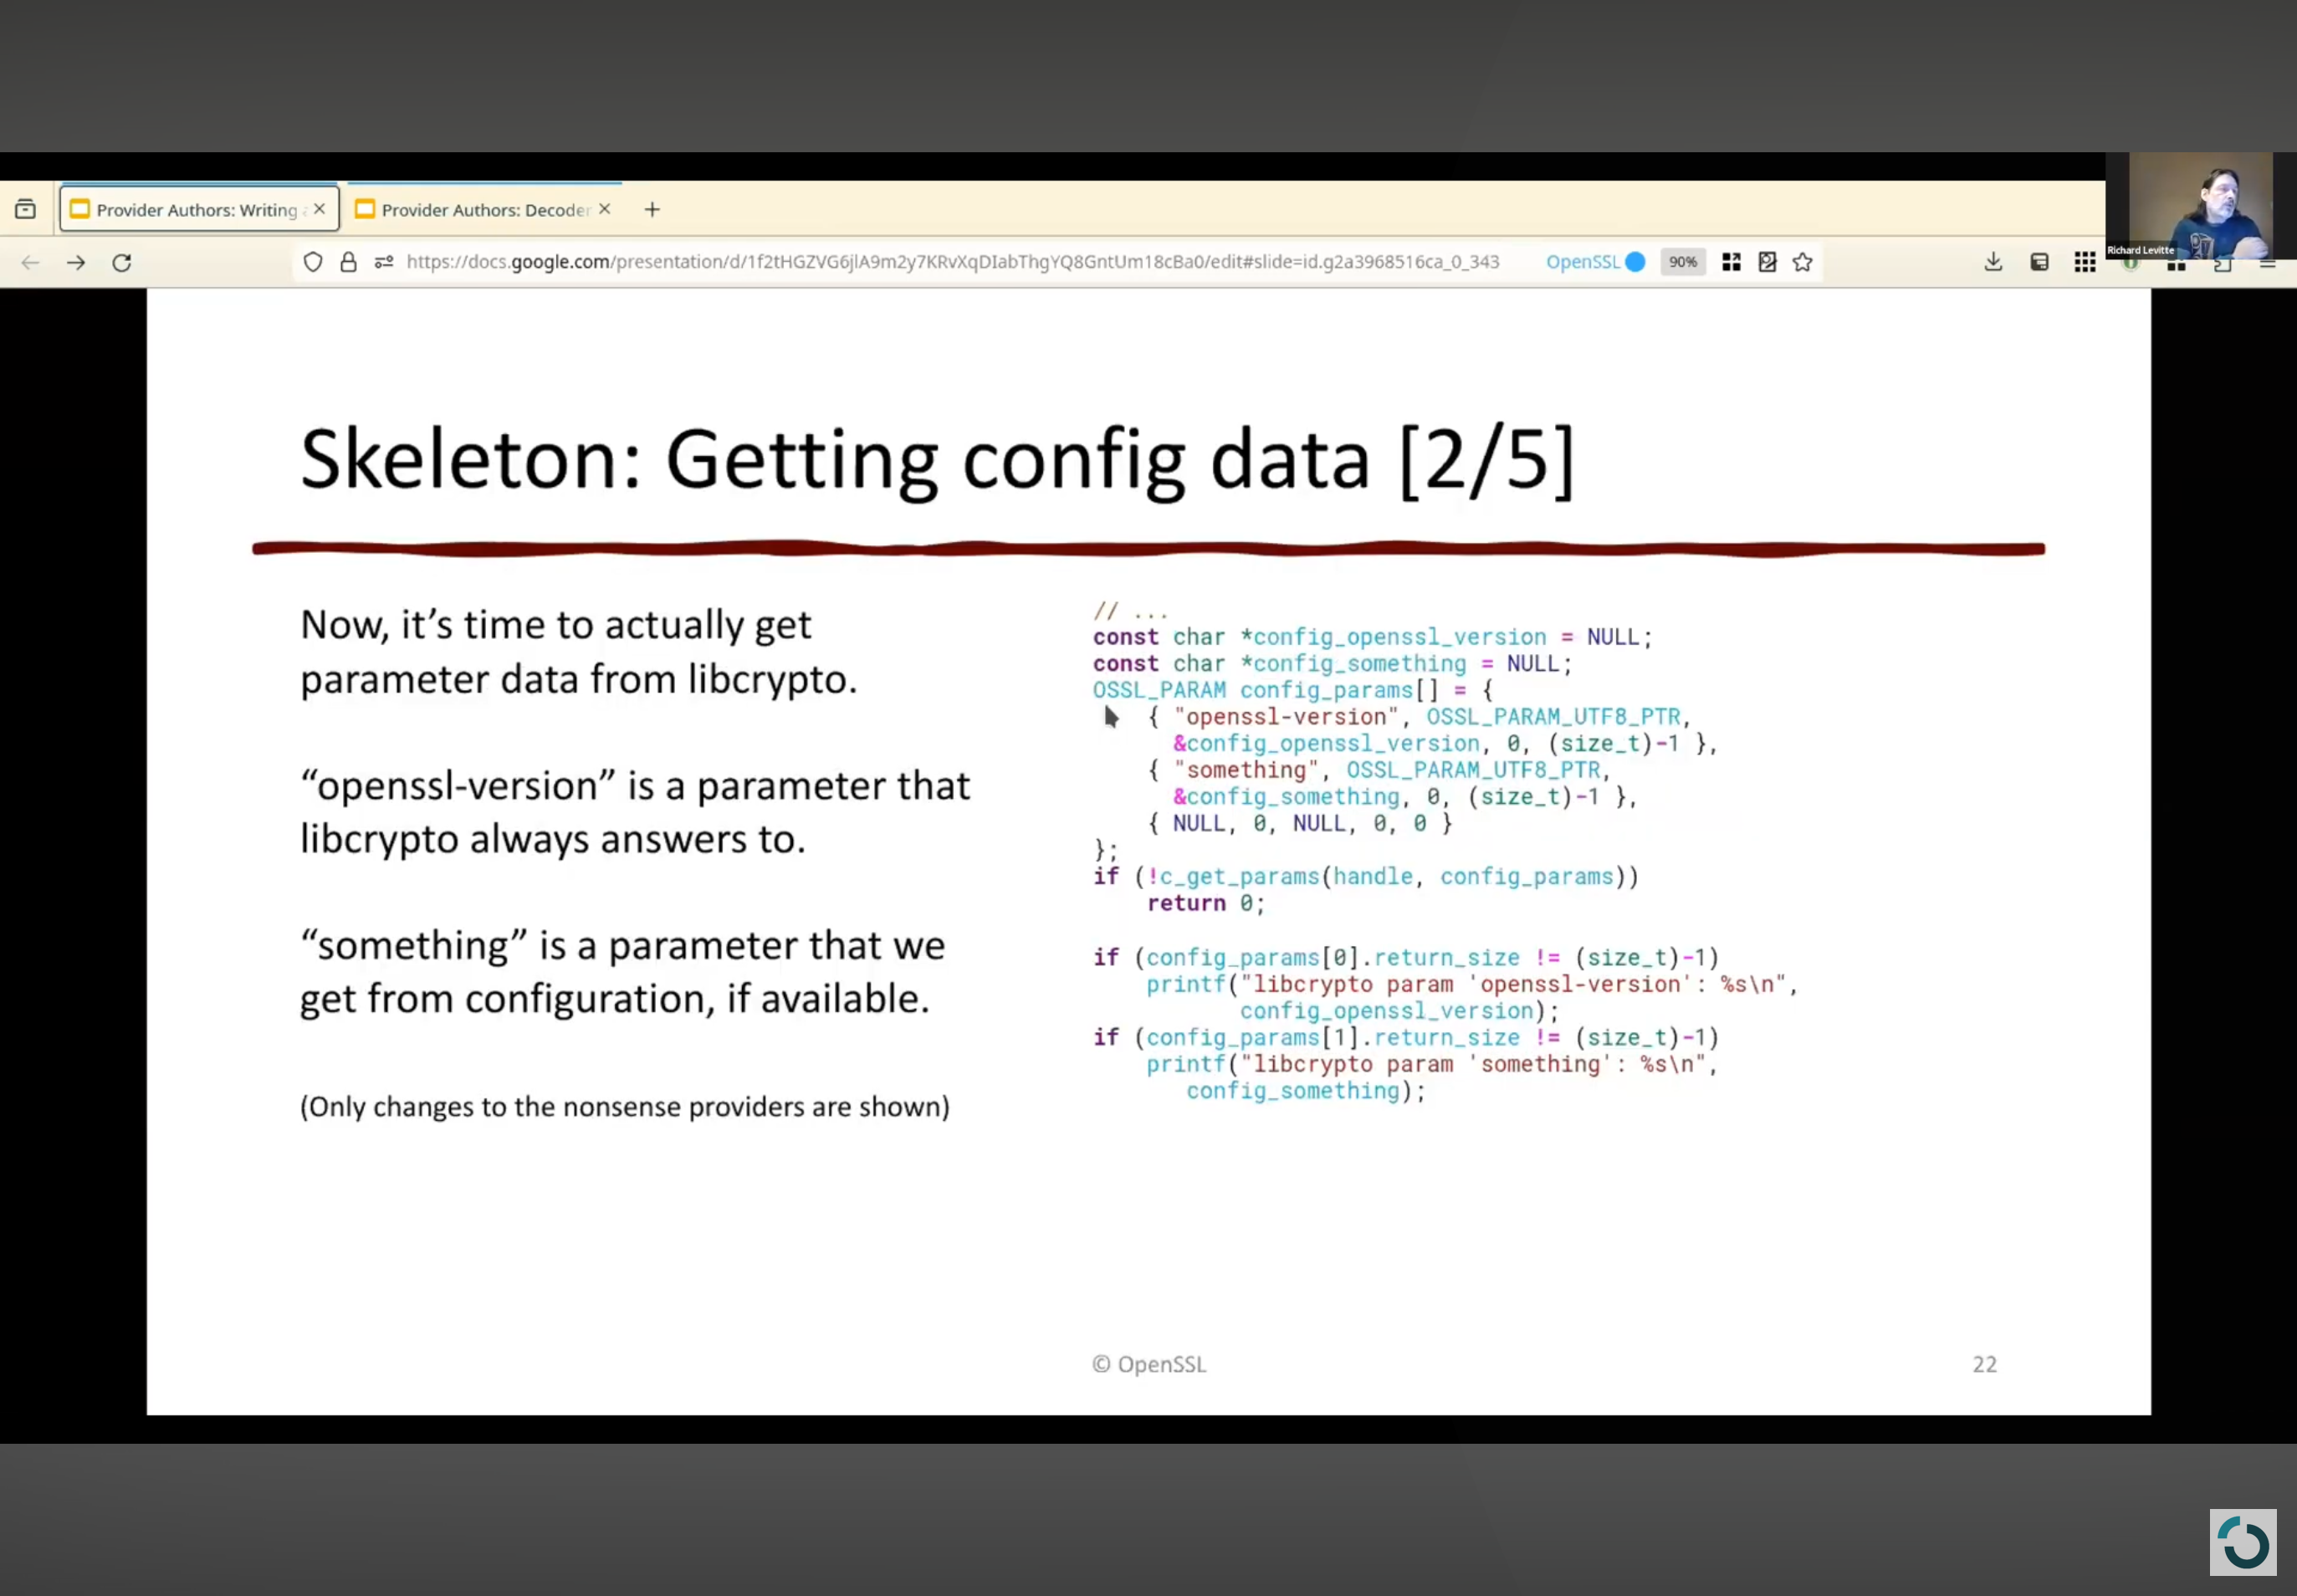 Provider Authors: Writing
Provider Authors: Decoder
Richard Levitte
https://docs.google.com/presentation/d/1f2tHGZVG6jlA9m2y7KRvXqDIabThgYQ8GntUm18cBa0/edit#slide=id.g2a3968516ca_0_343
OpenSSL
90%
Skeleton: Getting config data [2/5]
Now, it’s time to actually get
parameter data from libcrypto.
“openssl-version” is a parameter that
libcrypto always answers to.
“something” is a parameter that we
get from configuration, if available.
(Only changes to the nonsense providers are shown)
// ...
const char *config_openssl_version = NULL;
const char *config_something = NULL;
OSSL_PARAM config_params[] = {
    { "openssl-version", OSSL_PARAM_UTF8_PTR,
      &config_openssl_version, 0, (size_t)-1 },
    { "something", OSSL_PARAM_UTF8_PTR,
      &config_something, 0, (size_t)-1 },
    { NULL, 0, NULL, 0, 0 }
};
if (!c_get_params(handle, config_params))
    return 0;
if (config_params[0].return_size != (size_t)-1)
    printf("libcrypto param 'openssl-version': %s\n",
           config_openssl_version);
if (config_params[1].return_size != (size_t)-1)
    printf("libcrypto param 'something': %s\n",
       config_something);
© OpenSSL
22